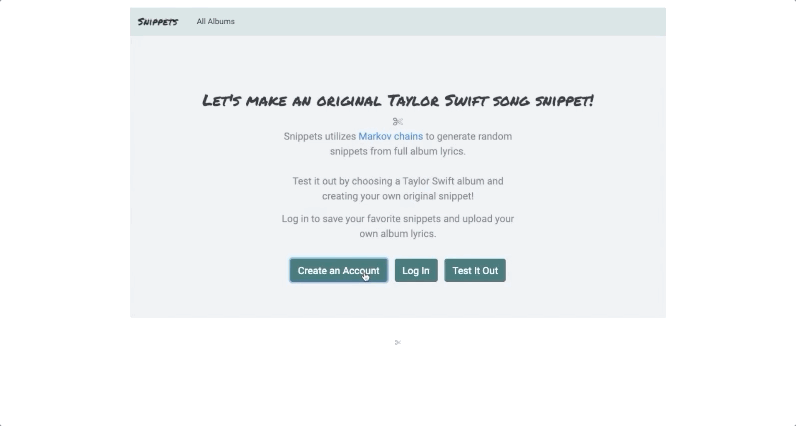 Snippets All Albums
Let's make an original Taylor Swift song snippet!
Snippets utilizes Markov chains to generate random
snippets from full album lyrics.
Test it out by choosing a Taylor Swift album and
creating your own original snippet!
Log in to save your favorite snippets and upload your
own album lyrics.
Create an Account Log In Test It Out